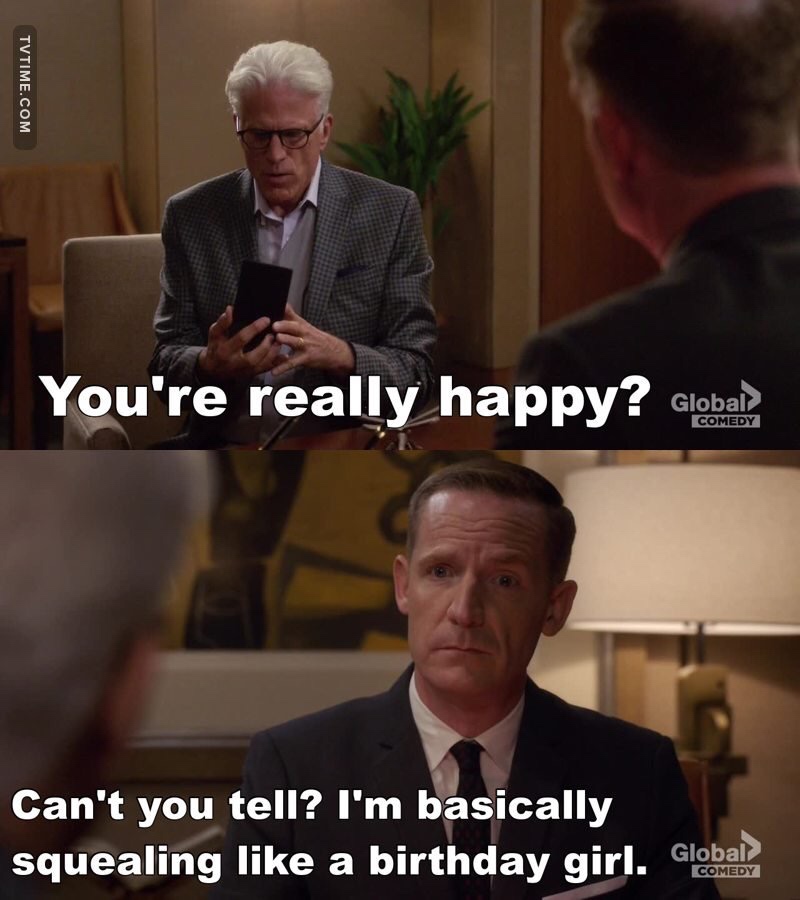 TVTIME.COM
You're really happy?
Global
COMEDY
Can't you tell? I'm basically
squealing like a birthday girl.
Global
COMEDY